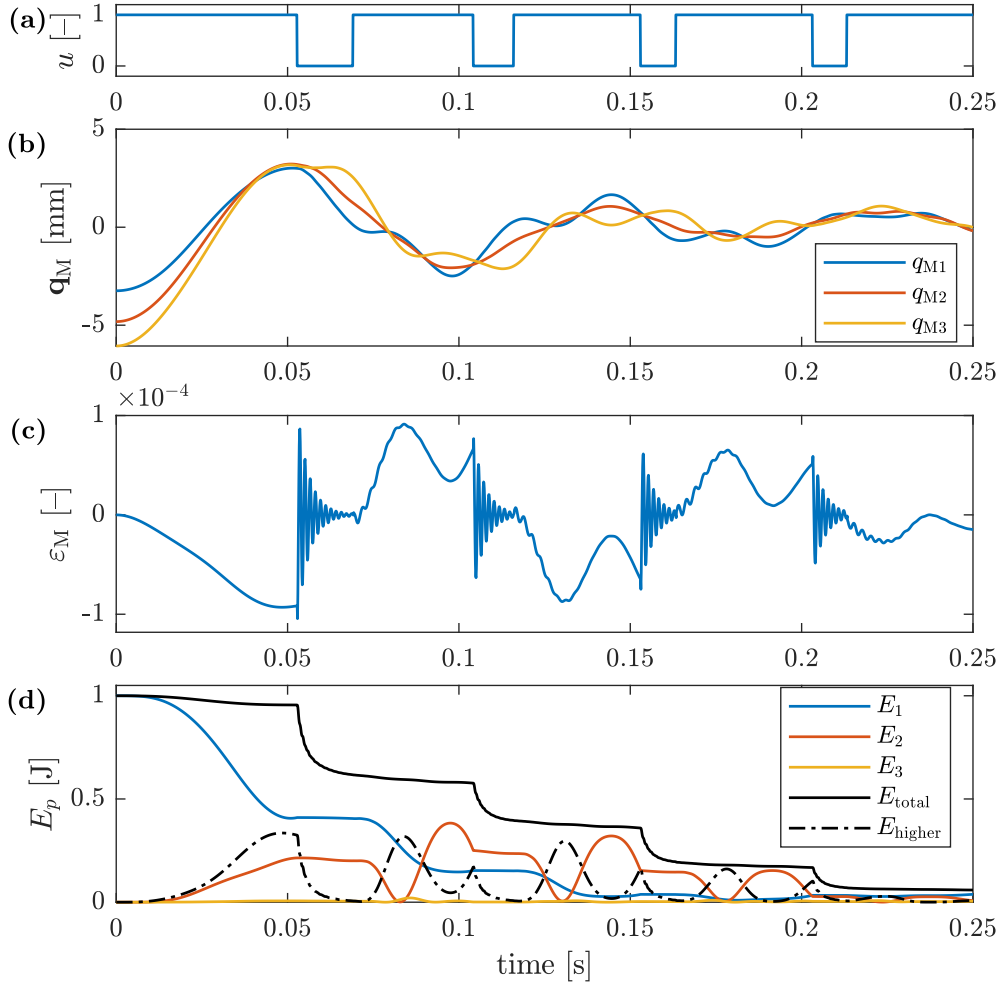 (a)
u [−]
1
0
0 0.05 0.1 0.15 0.2 0.25
(b)
q_M [mm]
5
0
-5
q_M1
q_M2
q_M3
0 0.05 0.1 0.15 0.2 0.25
×10⁻⁴
(c)
ε_M [−]
1
0
-1
0 0.05 0.1 0.15 0.2 0.25
(d)
E_p [J]
1
0.5
0
E_1
E_2
E_3
E_total
E_higher
0 0.05 0.1 0.15 0.2 0.25
time [s]